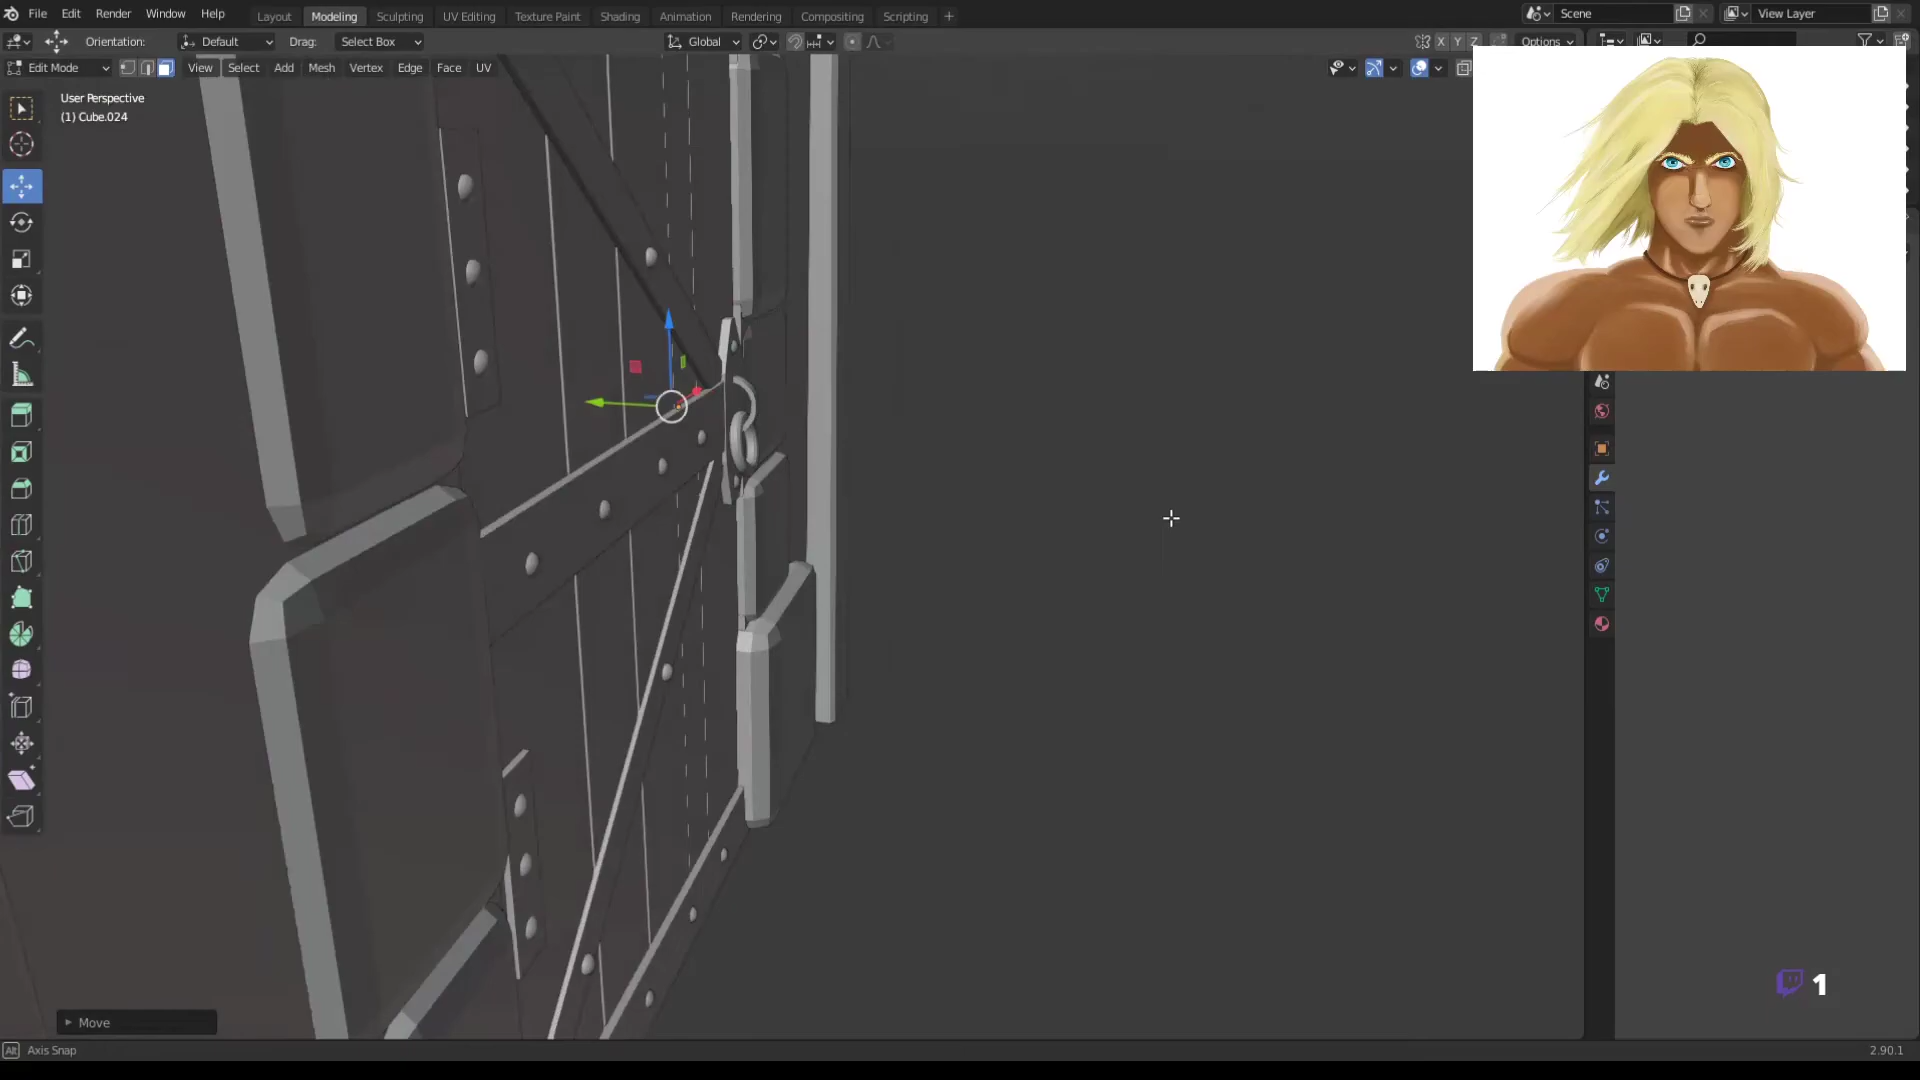 File Edit Render Window Help
Layout Modeling Sculpting UV Editing Texture Paint Shading Animation Rendering Compositing Scripting +
Scene
View Layer
Orientation: Default Drag: Select Box
Global
X Y Z Options
Edit Mode View Select Add Mesh Vertex Edge Face UV
User Perspective
(1) Cube.024
1
Move
Alt Axis Snap
2.90.1